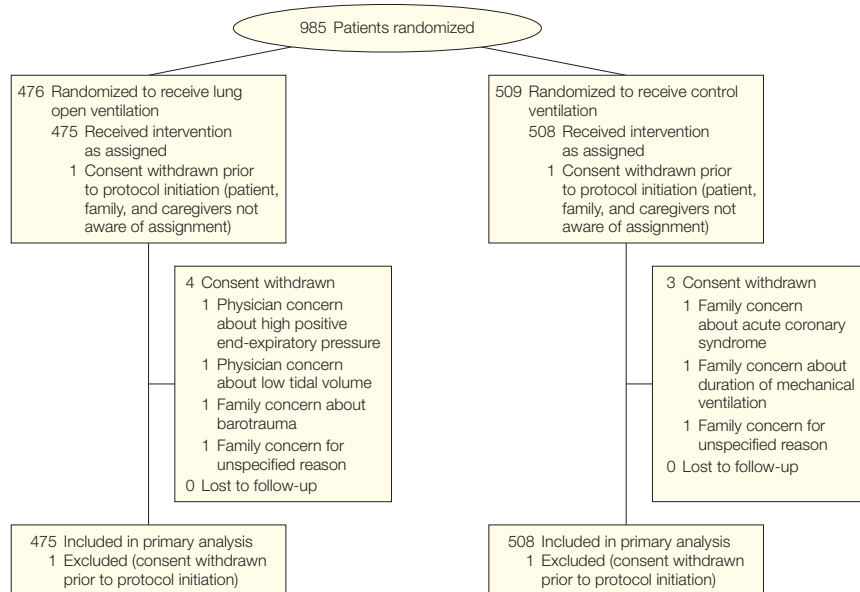 985 Patients randomized
476 Randomized to receive lung
open ventilation
475 Received intervention
as assigned
1 Consent withdrawn prior
to protocol initiation (patient,
family, and caregivers not
aware of assignment)
509 Randomized to receive control
ventilation
508 Received intervention
as assigned
1 Consent withdrawn prior
to protocol initiation (patient,
family, and caregivers not
aware of assignment)
4 Consent withdrawn
1 Physician concern
about high positive
end-expiratory pressure
1 Physician concern
about low tidal volume
1 Family concern about
barotrauma
1 Family concern for
unspecified reason
0 Lost to follow-up
3 Consent withdrawn
1 Family concern
about acute coronary
syndrome
1 Family concern about
duration of mechanical
ventilation
1 Family concern for
unspecified reason
0 Lost to follow-up
475 Included in primary analysis
1 Excluded (consent withdrawn
prior to protocol initiation)
508 Included in primary analysis
1 Excluded (consent withdrawn
prior to protocol initiation)